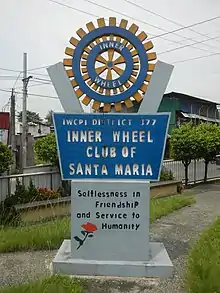 INNER
WHEEL
IWCPI DISTRICT 377
INNER WHEEL
CLUB OF
SANTA MARIA
Selflessness in
Friendship
and Service to
Humanity